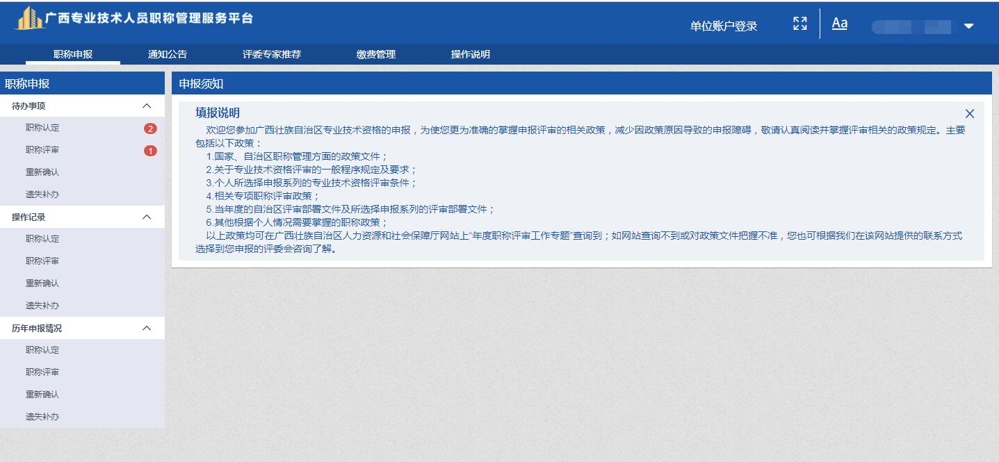 广西专业技术人员职称管理服务平台
单位账户登录
Aa
职称申报 通知公告 评委专家推荐 缴费管理 操作说明
职称申报
待办事项
职称认定 2
职称评审 1
重新确认
遗失补办
操作记录
职称认定
职称评审
重新确认
遗失补办
历年申报情况
职称认定
职称评审
重新确认
遗失补办
申报须知
填报说明
欢迎您参加广西壮族自治区专业技术资格的申报，为使您更为准确的掌握申报评审的相关政策，减少因政策原因导致的申报障碍，敬请认真阅读并掌握评审相关的政策规定。主要
包括以下政策：
1.国家、自治区职称管理方面的政策文件；
2.关于专业技术资格评审的一般程序规定及要求；
3.个人所选择申报系列的专业技术资格评审条件；
4.相关专项职称评审政策；
5.当年度的自治区评审部署文件及所选择申报系列的评审部署文件；
6.其他根据个人情况需要掌握的职称政策；
以上政策均可在广西壮族自治区人力资源和社会保障厅网站上“年度职称评审工作专题”查询到；如网站查询不到或对政策文件把握不准，您也可根据我们在该网站提供的联系方式
选择到您申报的评委会咨询了解。